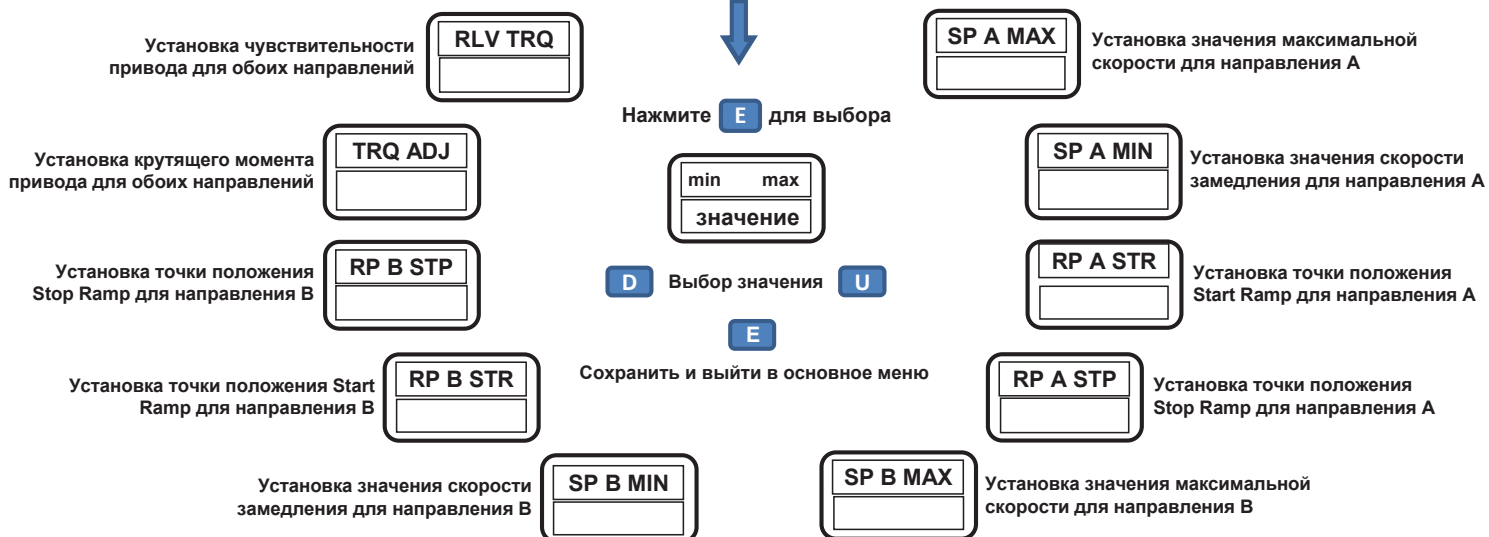 Установка чувствительности
привода для обоих направлений
RLV TRQ
SP A MAX
Установка значения максимальной
скорости для направления A
Нажмите E для выбора
Установка крутящего момента
привода для обоих направлений
TRQ ADJ
min max
значение
SP A MIN
Установка значения скорости
замедления для направления A
Установка точки положения
Stop Ramp для направления B
RP B STP
D Выбор значения U
RP A STR
Установка точки положения
Start Ramp для направления A
E
Сохранить и выйти в основное меню
Установка точки положения Start
Ramp для направления B
RP B STR
RP A STP
Установка точки положения
Stop Ramp для направления A
Установка значения скорости
замедления для направления B
SP B MIN
SP B MAX
Установка значения максимальной
скорости для направления B